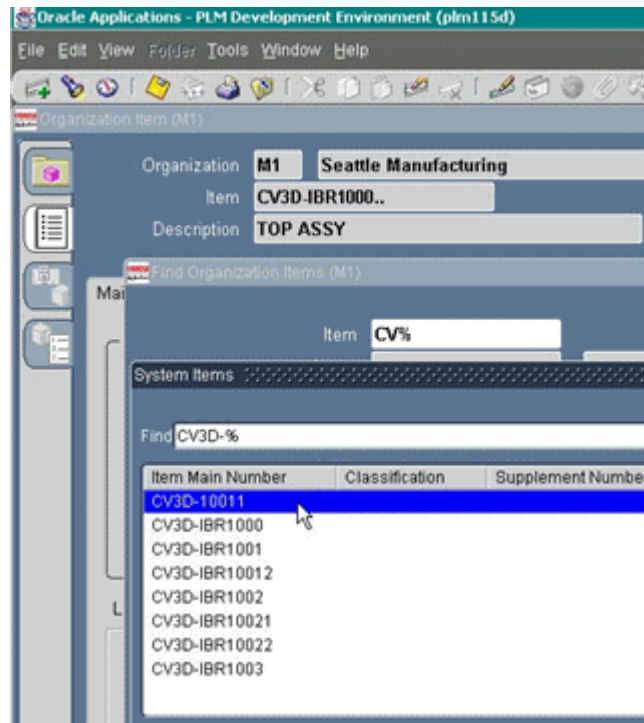 Oracle Applications - PLM Development Environment (plm115d)
File Edit View Folder Tools Window Help
Organization Item (M1)
Organization M1 Seattle Manufacturing
Item CV3D-IBR1000..
Description TOP ASSY
Find Organization Items (M1)
Mai
Item CV%
System Items
Find CV3D-%
Item Main Number Classification Supplement Numbe
CV3D-10011
CV3D-IBR1000
CV3D-IBR1001
CV3D-IBR10012
CV3D-IBR1002
CV3D-IBR10021
CV3D-IBR10022
CV3D-IBR1003
L